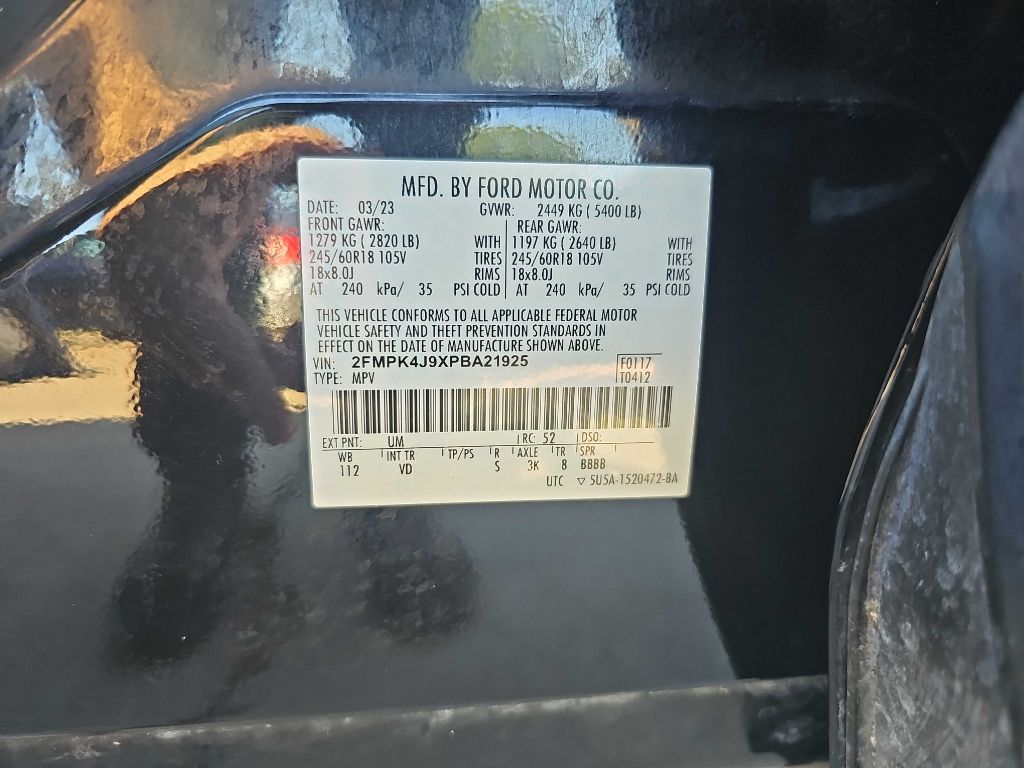 MFD. BY FORD MOTOR CO.
DATE: 03/23 GVWR: 2449 KG ( 5400 LB)
FRONT GAWR: REAR GAWR:
1279 KG ( 2820 LB) WITH 1197 KG ( 2640 LB) WITH
245/60R18 105V TIRES 245/60R18 105V TIRES
18x8.0J RIMS 18x8.0J RIMS
AT 240 kPa/ 35 PSI COLD AT 240 kPa/ 35 PSI COLD
THIS VEHICLE CONFORMS TO ALL APPLICABLE FEDERAL MOTOR
VEHICLE SAFETY AND THEFT PREVENTION STANDARDS IN
EFFECT ON THE DATE OF MANUFACTURE SHOWN ABOVE.
VIN: 2FMPK4J9XPBA21925 F0117
TYPE: MPV T0412
EXT PNT: UM RC: 52 DSO:
WB INT TR TP/PS R AXLE TR SPR
112 VD S 3K 8 BBBB
UTC ▽ 5U5A-1520472-BA